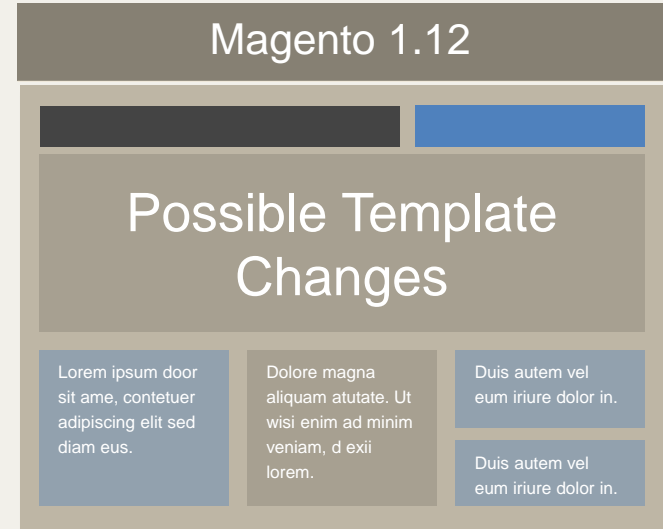 Magento 1.12
Possible Template
Changes
Lorem ipsum door
sit ame, contetuer
adipiscing elit sed
diam eus.
Dolore magna
aliquam atutate. Ut
wisi enim ad minim
veniam, d exii
lorem.
Duis autem vel
eum iriure dolor in.
Duis autem vel
eum iriure dolor in.